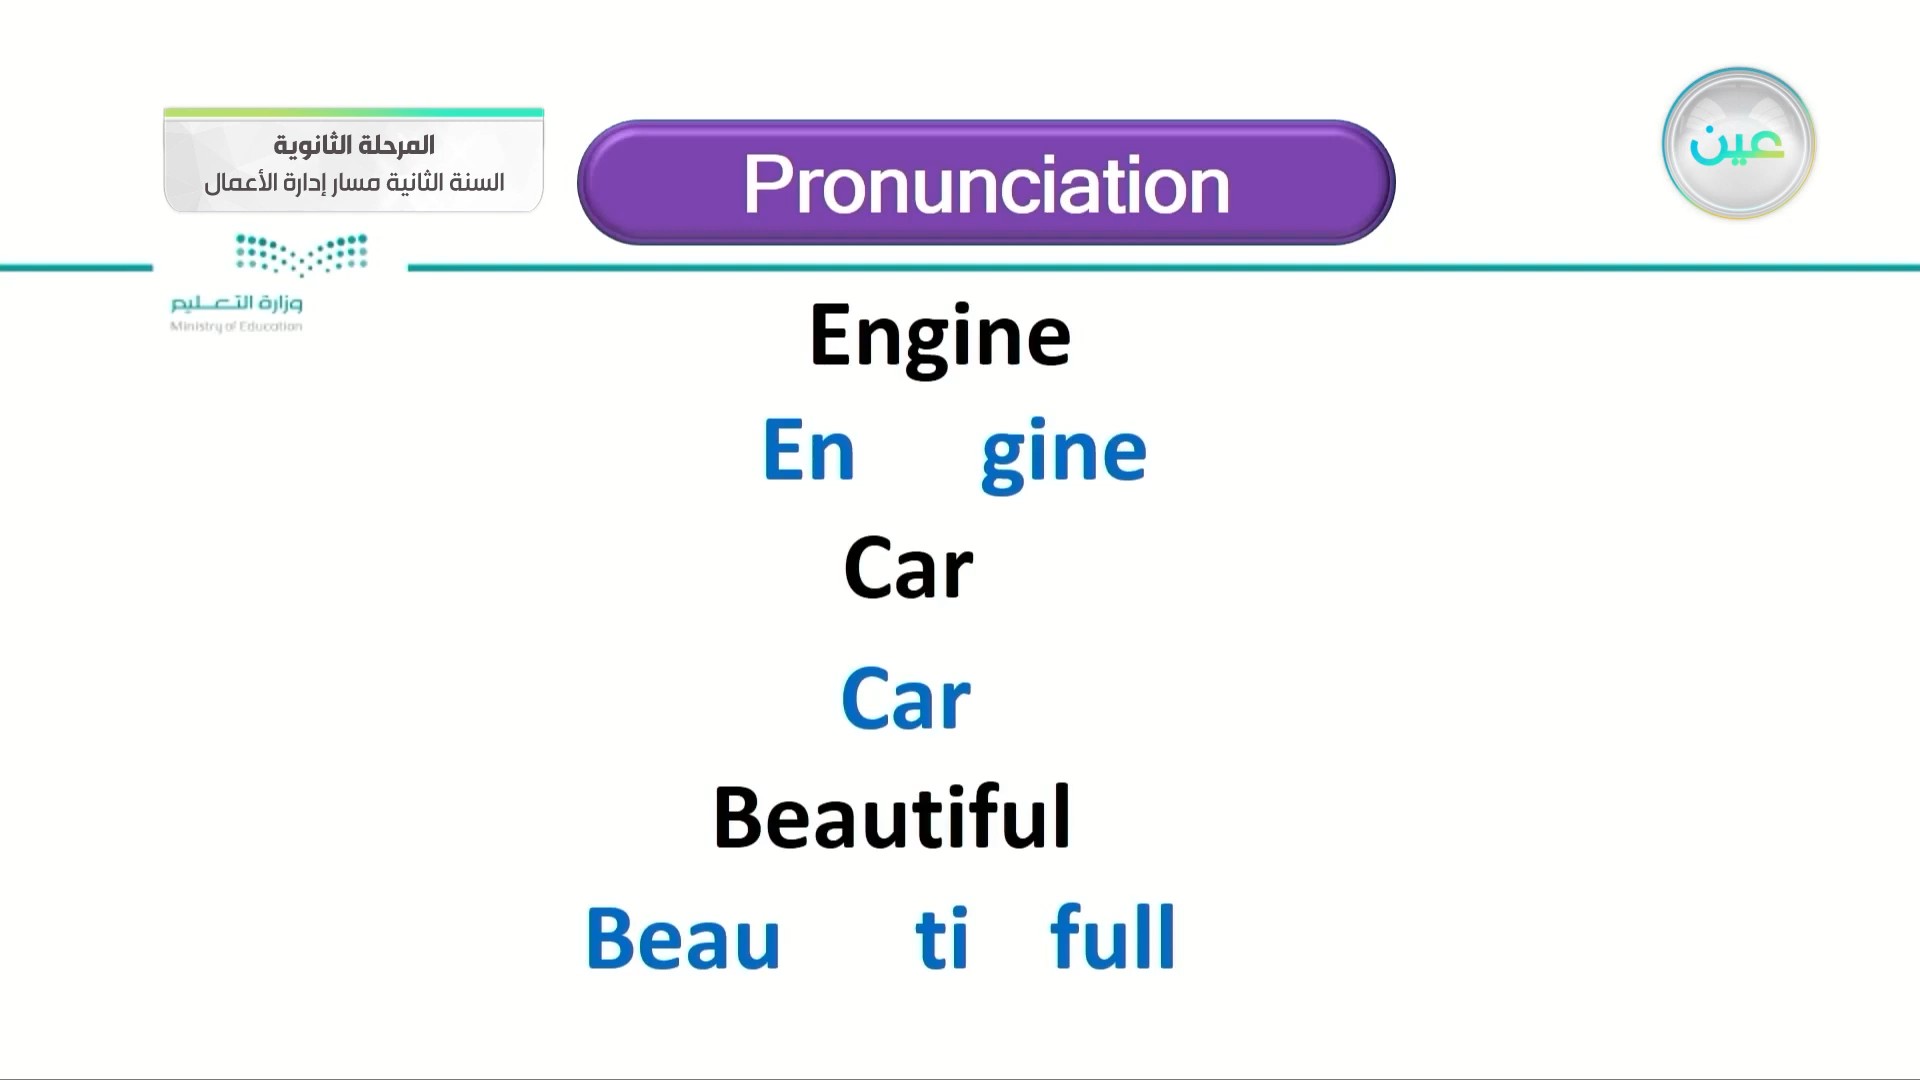 المرحلة الثانوية
السنة الثانية مسار إدارة الأعمال
Pronunciation
عين
وزارة التعليم
Ministry of Education
Engine
En gine
Car
Car
Beautiful
Beau ti full